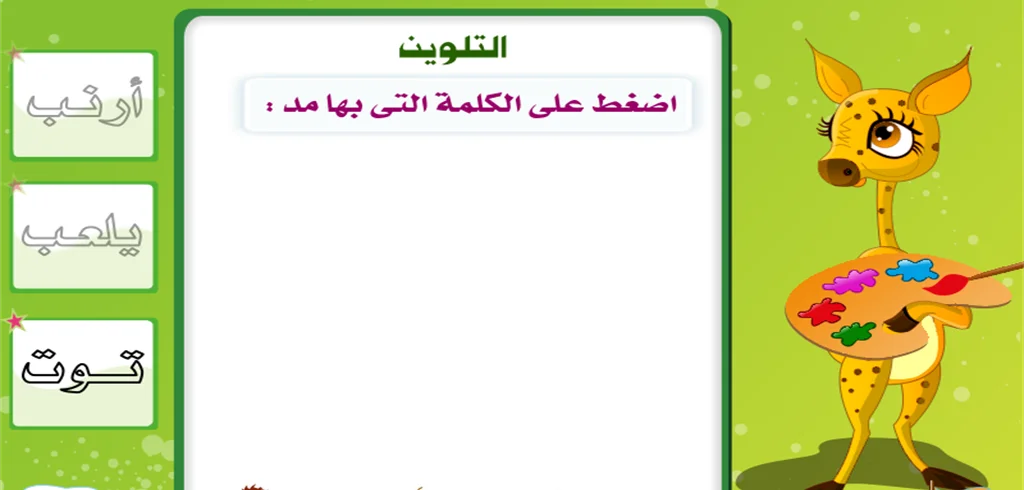 التلوين
اضغط على الكلمة التى بها مد :
أرنب
يلعب
تـوت